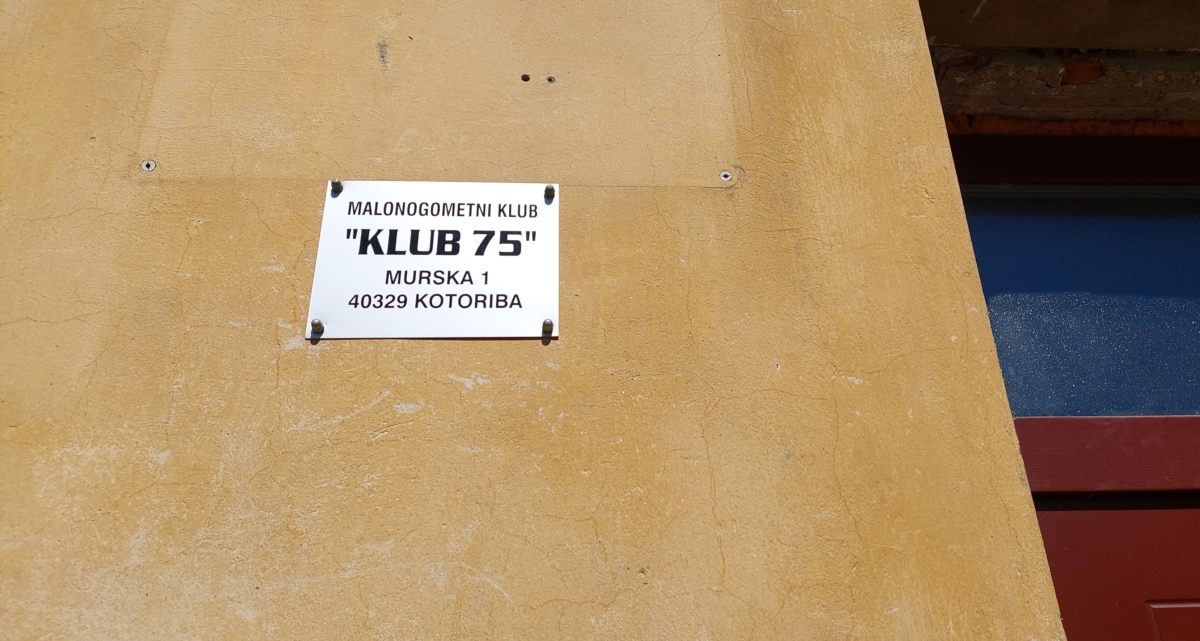 MALONOGOMETNI KLUB
"KLUB 75"
MURSKA 1
40329 KOTORIBA